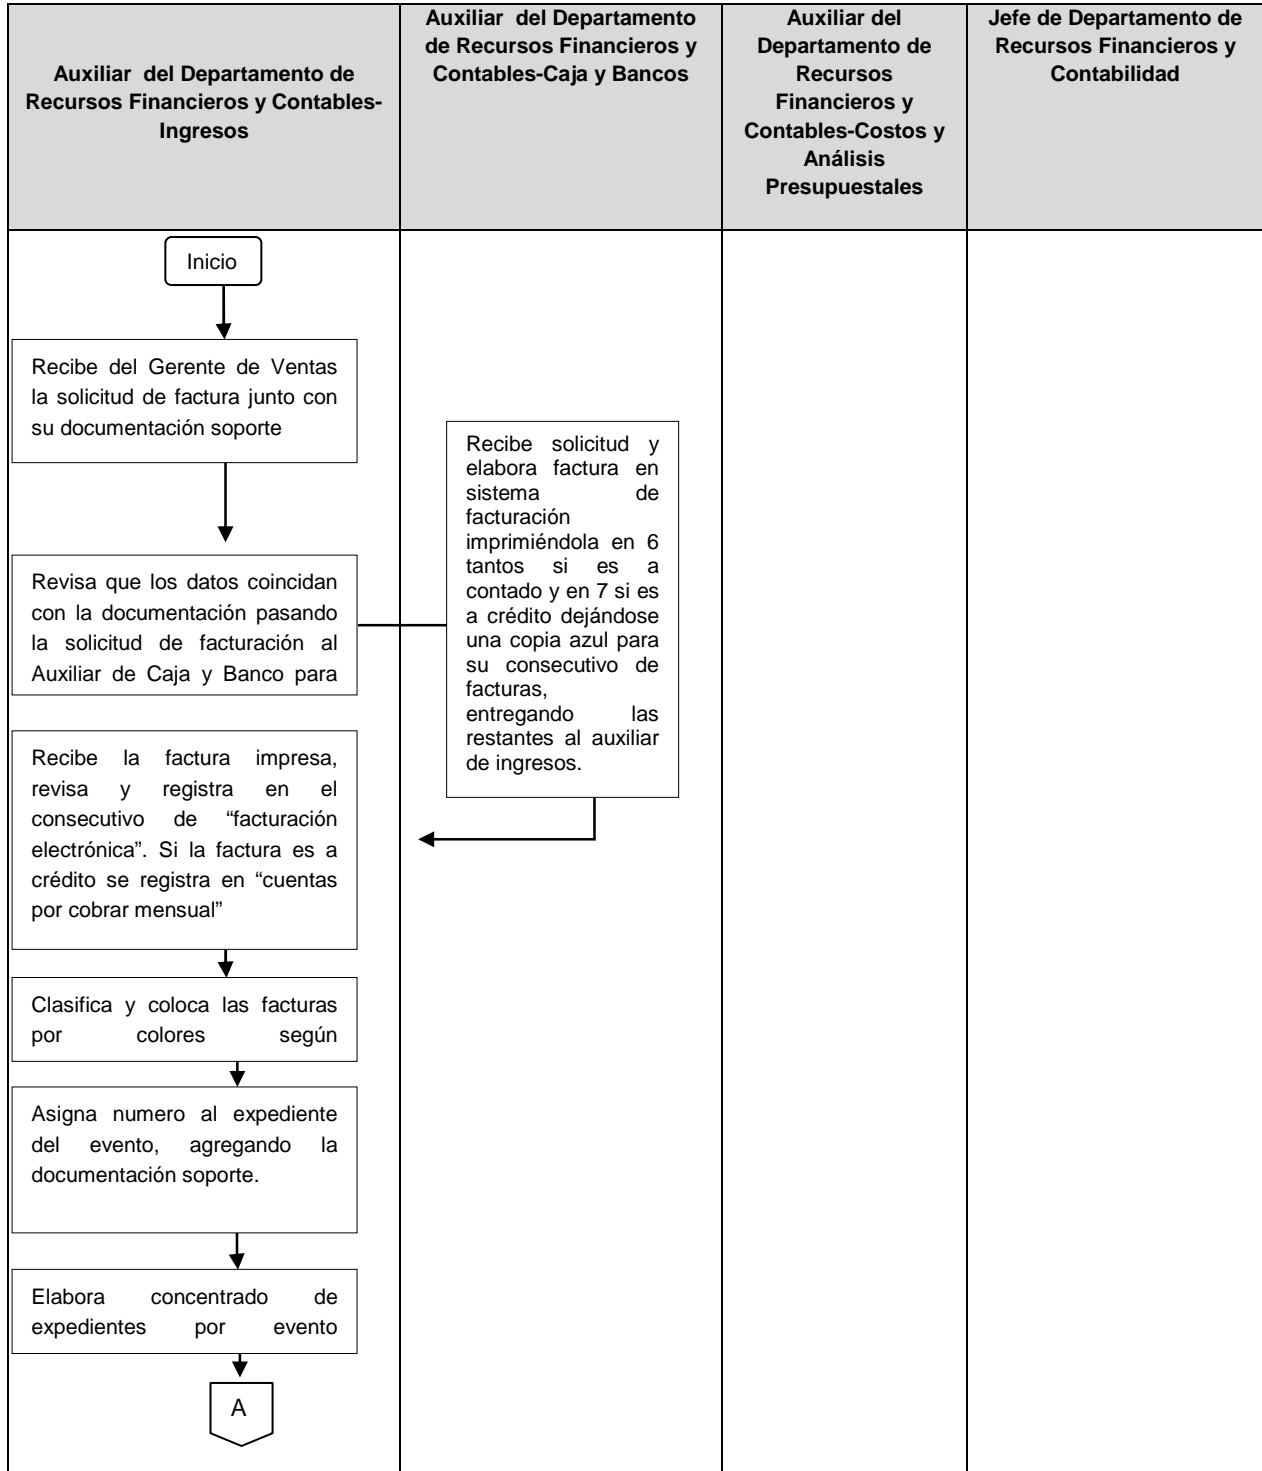 Auxiliar del Departamento de
Recursos Financieros y Contables-
Ingresos
Auxiliar del Departamento
de Recursos Financieros y
Contables-Caja y Bancos
Auxiliar del
Departamento de
Recursos
Financieros y
Contables-Costos y
Análisis
Presupuestales
Jefe de Departamento de
Recursos Financieros y
Contabilidad
Inicio
Recibe del Gerente de Ventas
la solicitud de factura junto con
su documentación soporte
Revisa que los datos coincidan
con la documentación pasando
la solicitud de facturación al
Auxiliar de Caja y Banco para
Recibe solicitud y
elabora factura en
sistema de
facturación
imprimiéndola en 6
tantos si es a
contado y en 7 si es
a crédito dejándose
una copia azul para
su consecutivo de
facturas,
entregando las
restantes al auxiliar
de ingresos.
Recibe la factura impresa,
revisa y registra en el
consecutivo de “facturación
electrónica”. Si la factura es a
crédito se registra en “cuentas
por cobrar mensual”
Clasifica y coloca las facturas
por colores según
Asigna numero al expediente
del evento, agregando la
documentación soporte.
Elabora concentrado de
expedientes por evento
A